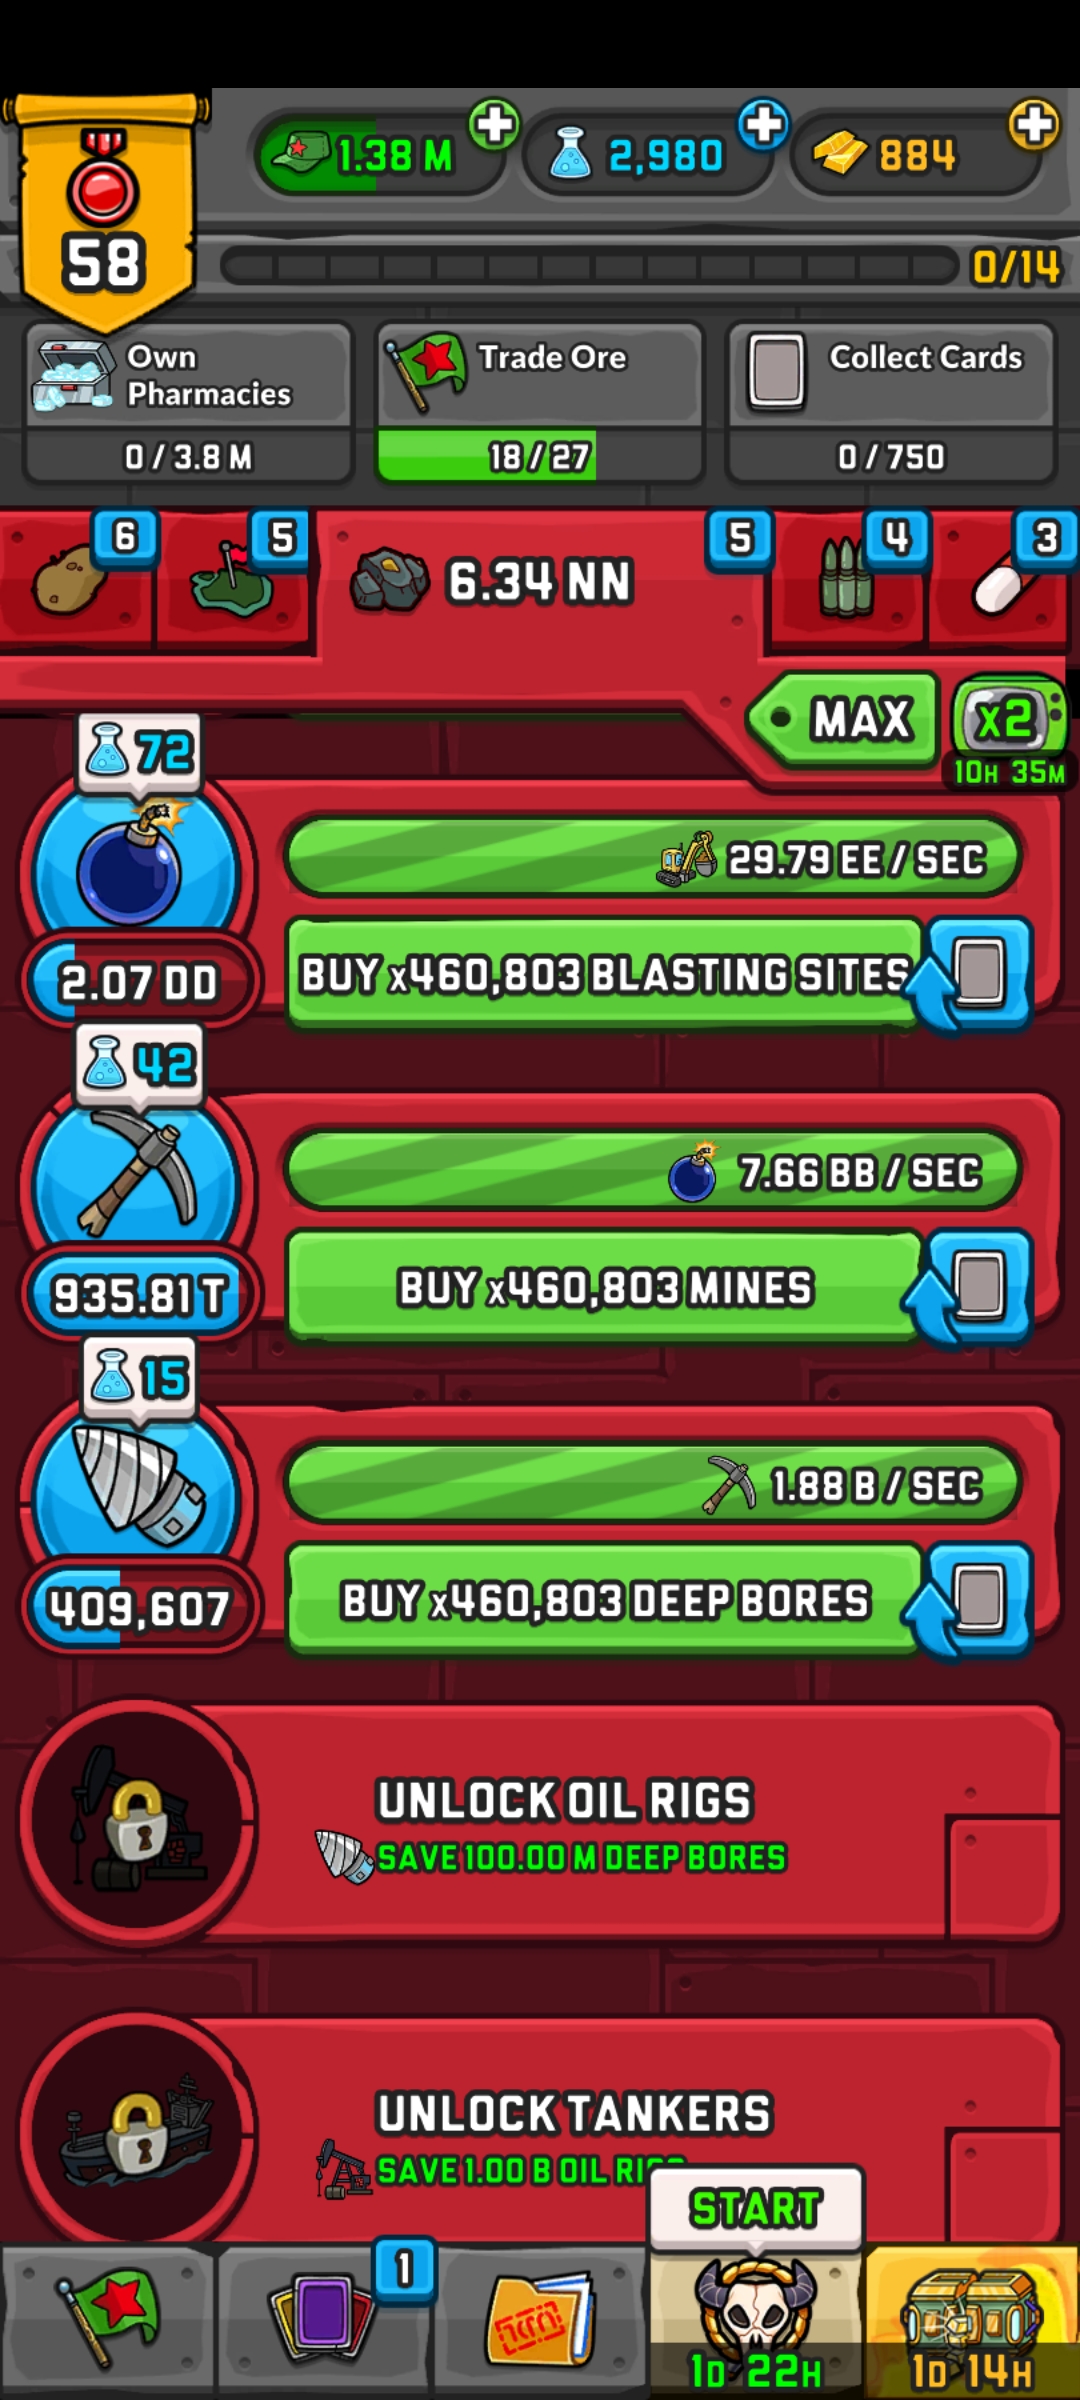 58
1.38 M
2,980
884
0/14
Own
Pharmacies
0 / 3.8 M
Trade Ore
18 / 27
Collect Cards
0 / 750
6
5
6.34 NN
5
4
3
MAX
x2
10H 35M
72
29.79 EE / SEC
2.07 DD
BUY x460,803 BLASTING SITES
42
7.66 BB / SEC
935.81 T
BUY x460,803 MINES
15
1.88 B / SEC
409,607
BUY x460,803 DEEP BORES
UNLOCK OIL RIGS
SAVE 100.00 M DEEP BORES
UNLOCK TANKERS
SAVE 1.00 B OIL RIGS
START
1
1D 22H
1D 14H